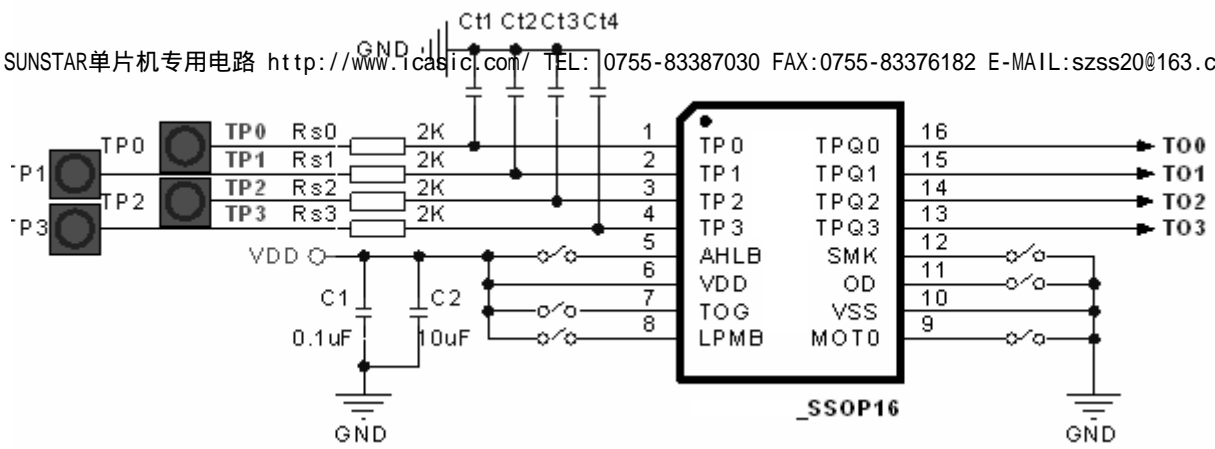 Ct1 Ct2 Ct3 Ct4
GND
SUNSTAR单片机专用电路 http://www.icasic.com/ TEL: 0755-83387030 FAX:0755-83376182 E-MAIL:szss20@163.c
TP0 TP0 Rs0 2K 1 TP0 TPQ0 16 TO0
TP1 TP1 Rs1 2K 2 TP1 TPQ1 15 TO1
TP2 TP2 Rs2 2K 3 TP2 TPQ2 14 TO2
TP3 TP3 Rs3 2K 4 TP3 TPQ3 13 TO3
VDD 5 AHLB SMK 12
6 VDD OD 11
C1 C2 7 TOG VSS 10
0.1uF 10uF 8 LPMB MOT0 9
_SSOP16
GND GND